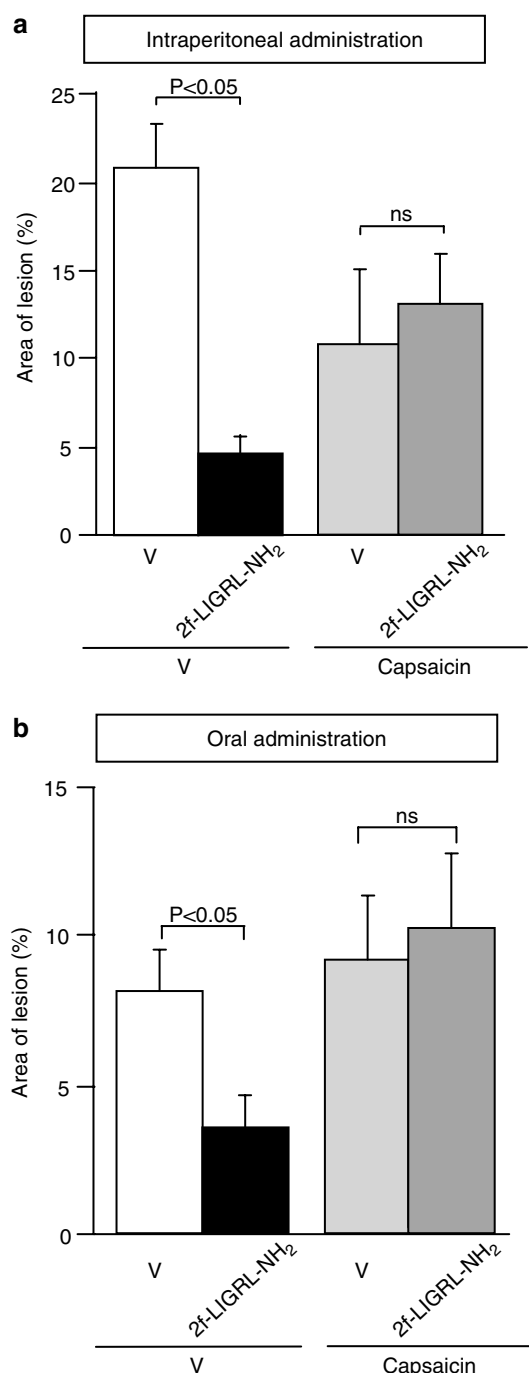 a
Intraperitoneal administration
P<0.05
ns
25
20
15
10
5
0
Area of lesion (%)
V
2f-LIGRL-NH₂
V
2f-LIGRL-NH₂
V
Capsaicin
b
Oral administration
15
10
5
0
Area of lesion (%)
ns
P<0.05
V
2f-LIGRL-NH₂
V
2f-LIGRL-NH₂
V
Capsaicin